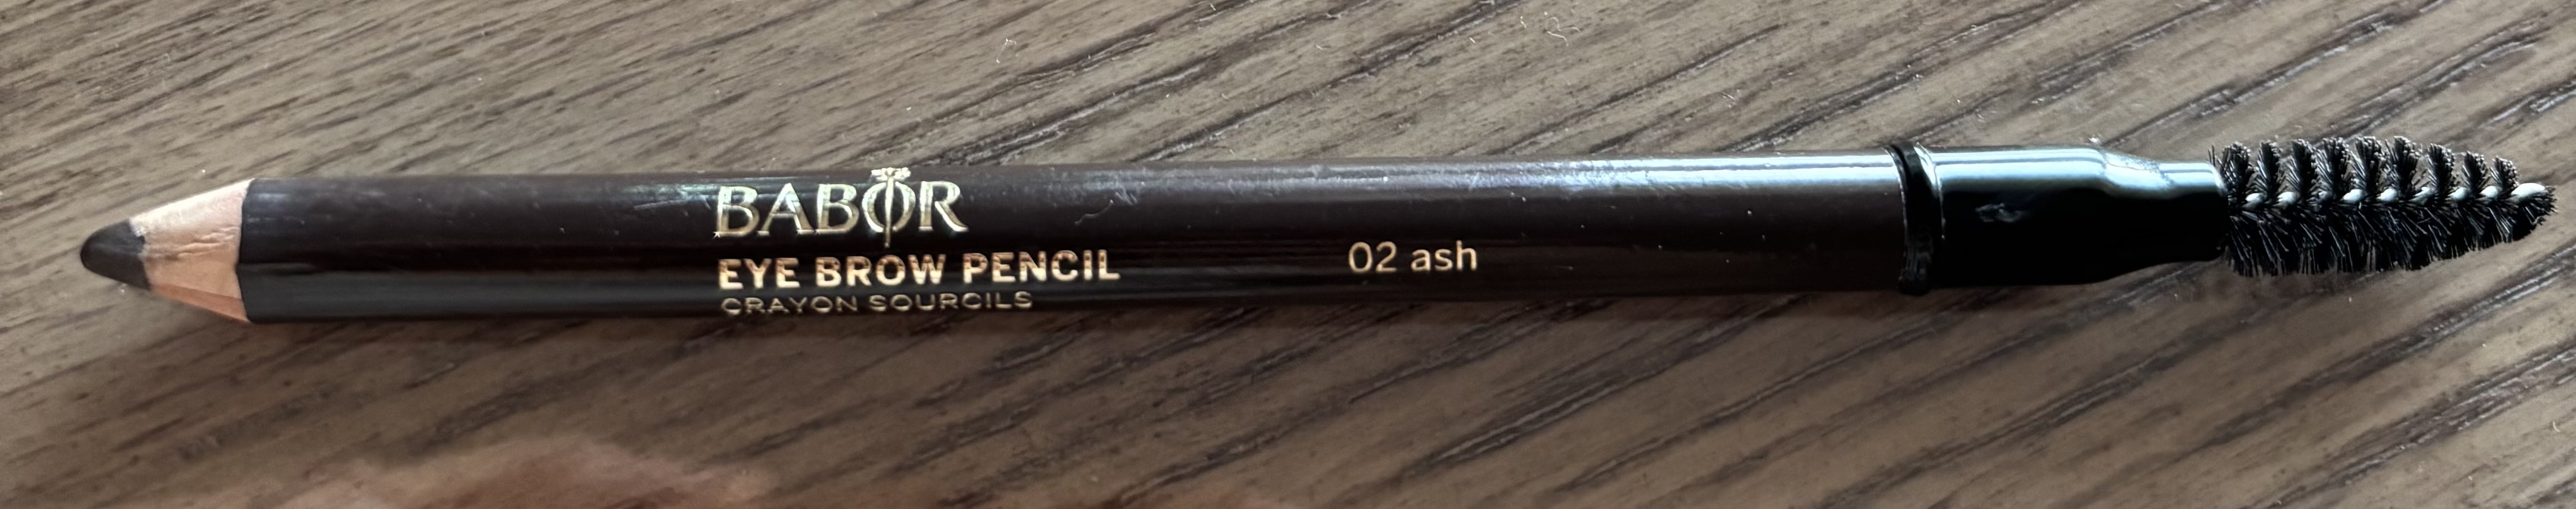 BABOR
EYE BROW PENCIL
CRAYON SOURCILS
02 ash